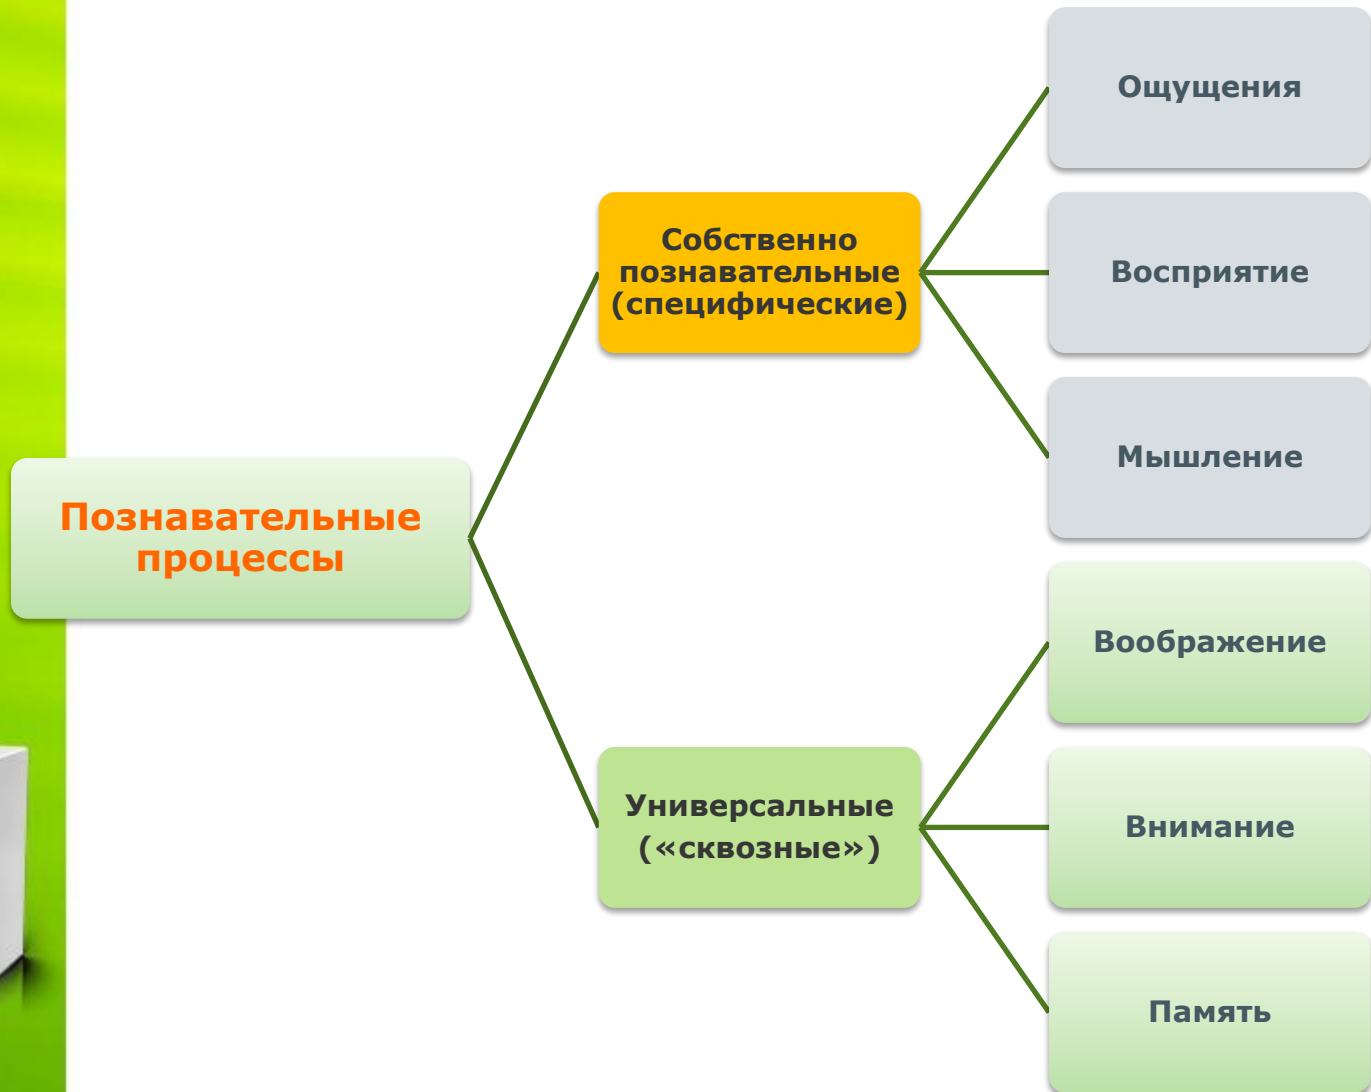 Познавательные
процессы
Собственно
познавательные
(специфические)
Ощущения
Восприятие
Мышление
Универсальные
(«сквозные»)
Воображение
Внимание
Память